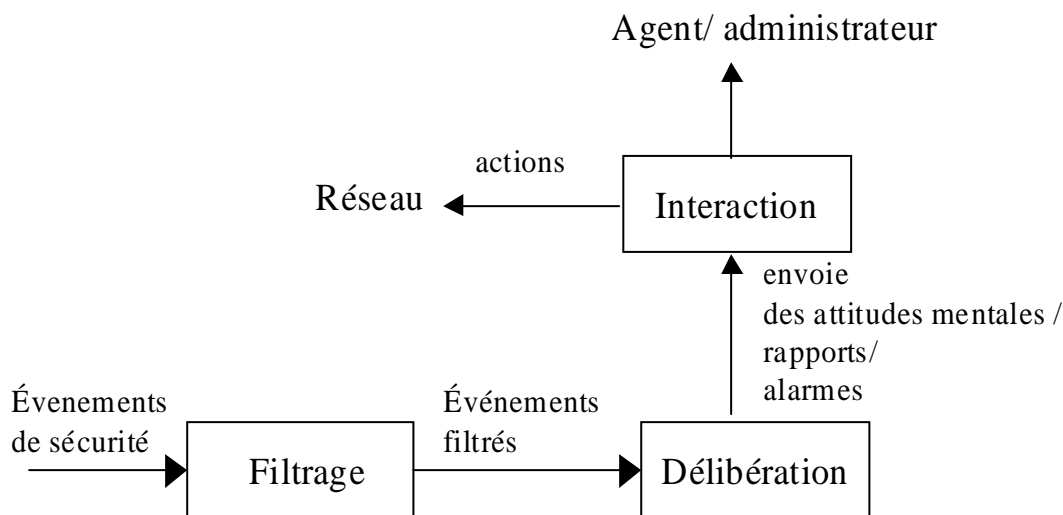 Agent/ administrateur
actions
Réseau
Interaction
envoie
des attitudes mentales /
rapports/
alarmes
Évenements
de sécurité
Événements
filtrés
Filtrage
Délibération